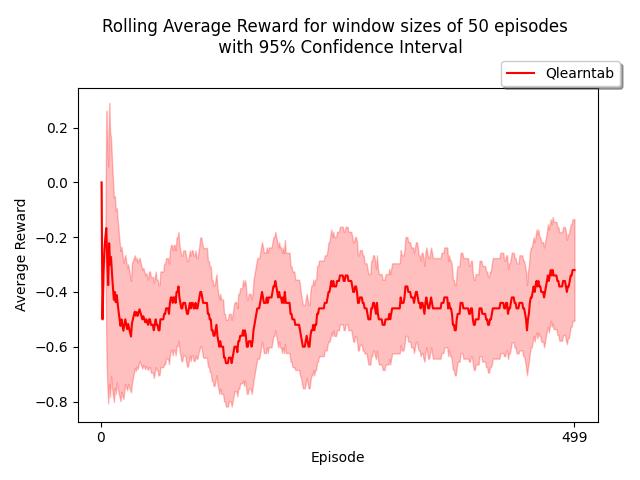 Rolling Average Reward for window sizes of 50 episodes
with 95% Confidence Interval
Qlearntab
Average Reward
0.2
0.0
−0.2
−0.4
−0.6
−0.8
0
499
Episode